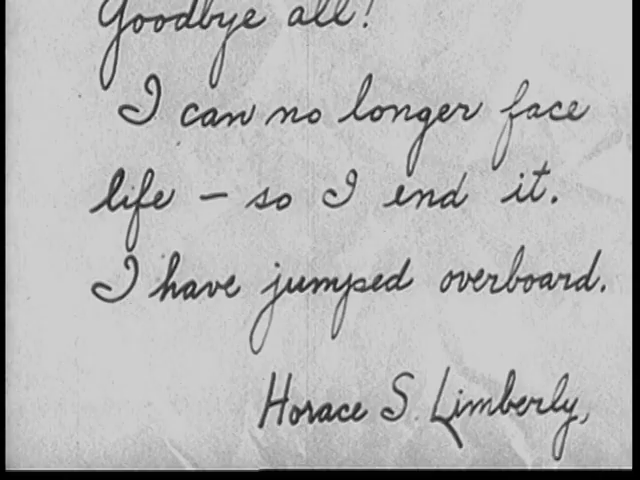 Goodbye all!
I can no longer face
life – so I end it.
I have jumped overboard.
Horace S. Limberly,